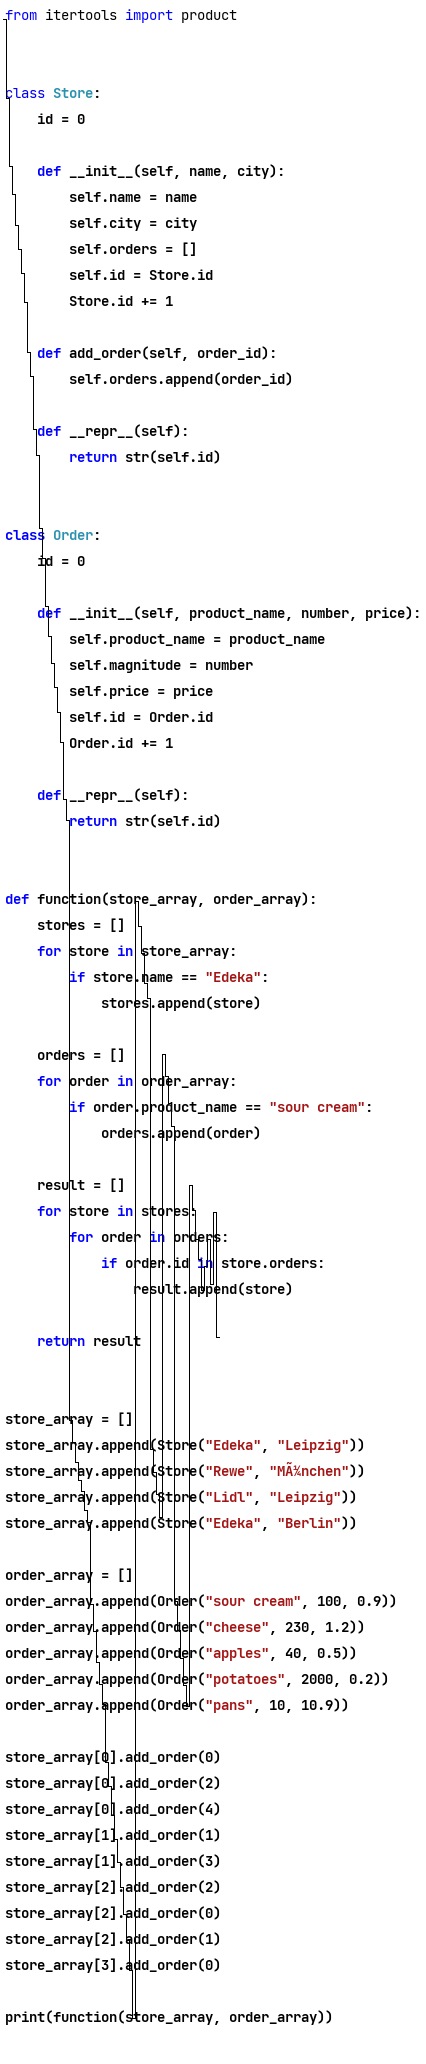 from itertools import product
class Store:
    id = 0
    def __init__(self, name, city):
        self.name = name
        self.city = city
        self.orders = []
        self.id = Store.id
        Store.id += 1
    def add_order(self, order_id):
        self.orders.append(order_id)
    def __repr__(self):
        return str(self.id)
class Order:
    id = 0
    def __init__(self, product_name, number, price):
        self.product_name = product_name
        self.magnitude = number
        self.price = price
        self.id = Order.id
        Order.id += 1
    def __repr__(self):
        return str(self.id)
def function(store_array, order_array):
    stores = []
    for store in store_array:
        if store.name == "Edeka":
            stores.append(store)
    orders = []
    for order in order_array:
        if order.product_name == "sour cream":
            orders.append(order)
    result = []
    for store in stores:
        for order in orders:
            if order.id in store.orders:
                result.append(store)
    return result
store_array = []
store_array.append(Store("Edeka", "Leipzig"))
store_array.append(Store("Rewe", "MÃ¼nchen"))
store_array.append(Store("Lidl", "Leipzig"))
store_array.append(Store("Edeka", "Berlin"))
order_array = []
order_array.append(Order("sour cream", 100, 0.9))
order_array.append(Order("cheese", 230, 1.2))
order_array.append(Order("apples", 40, 0.5))
order_array.append(Order("potatoes", 2000, 0.2))
order_array.append(Order("pans", 10, 10.9))
store_array[0].add_order(0)
store_array[0].add_order(2)
store_array[0].add_order(4)
store_array[1].add_order(1)
store_array[1].add_order(3)
store_array[2].add_order(2)
store_array[2].add_order(0)
store_array[2].add_order(1)
store_array[3].add_order(0)
print(function(store_array, order_array))